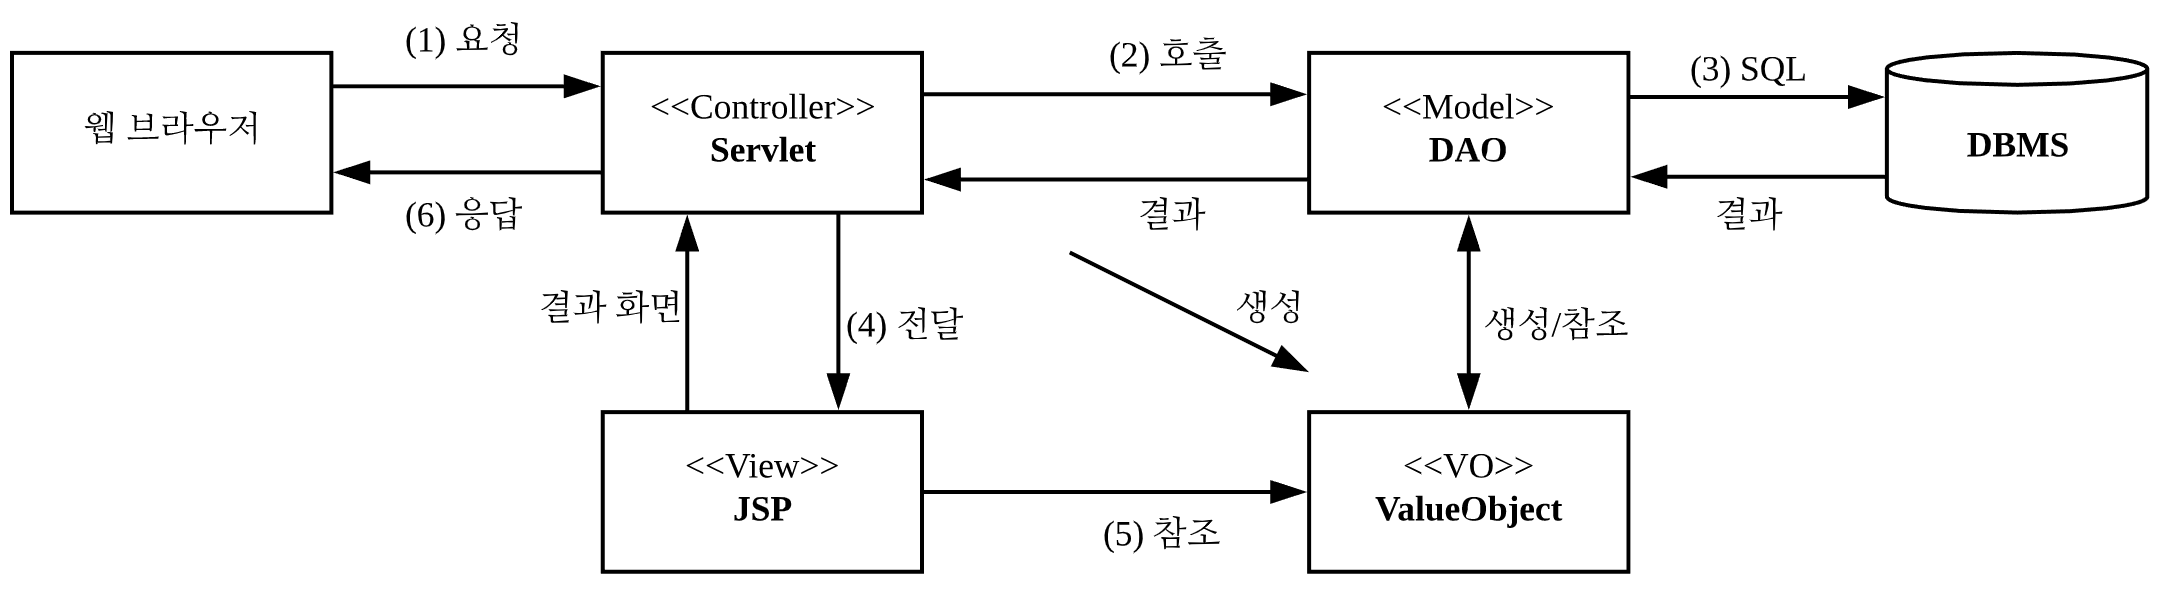 (1) 요청
(2) 호출
(3) SQL
웹 브라우저
<<Controller>>
Servlet
<<Model>>
DAO
DBMS
(6) 응답
결과
결과
결과 화면
(4) 전달
생성
생성/참조
<<View>>
JSP
<<VO>>
ValueObject
(5) 참조